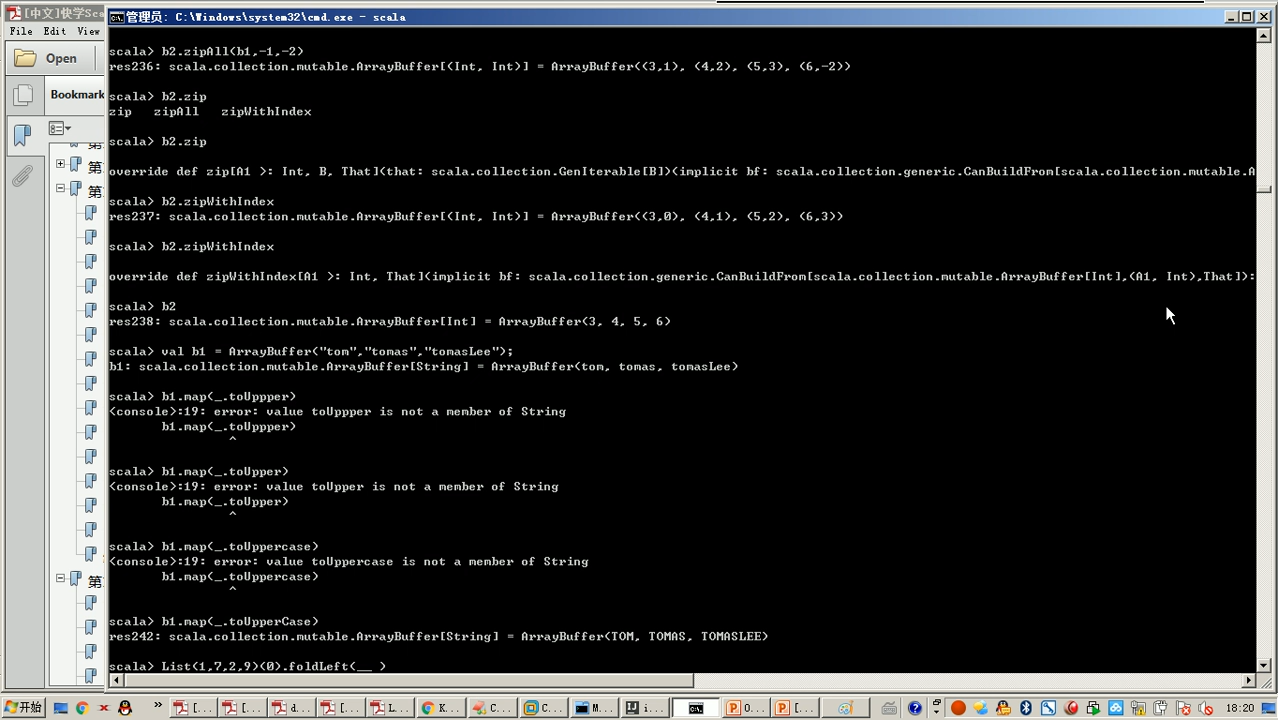 [中文]快学Sca
管理员: C:\Windows\system32\cmd.exe - scala
File Edit View
Open
Bookmark
第
第
第
scala> b2.zipAll(b1,-1,-2)
res236: scala.collection.mutable.ArrayBuffer[(Int, Int)] = ArrayBuffer((3,1), (4,2), (5,3), (6,-2))
scala> b2.zip
zip   zipAll   zipWithIndex
scala> b2.zip
override def zip[A1 >: Int, B, That](that: scala.collection.GenIterable[B])(implicit bf: scala.collection.generic.CanBuildFrom[scala.collection.mutable.A
scala> b2.zipWithIndex
res237: scala.collection.mutable.ArrayBuffer[(Int, Int)] = ArrayBuffer((3,0), (4,1), (5,2), (6,3))
scala> b2.zipWithIndex
override def zipWithIndex[A1 >: Int, That](implicit bf: scala.collection.generic.CanBuildFrom[scala.collection.mutable.ArrayBuffer[Int],(A1, Int),That]):
scala> b2
res238: scala.collection.mutable.ArrayBuffer[Int] = ArrayBuffer(3, 4, 5, 6)
scala> val b1 = ArrayBuffer("tom","tomas","tomasLee");
b1: scala.collection.mutable.ArrayBuffer[String] = ArrayBuffer(tom, tomas, tomasLee)
scala> b1.map(_.toUppper)
<console>:19: error: value toUppper is not a member of String
b1.map(_.toUppper)
^
scala> b1.map(_.toUpper)
<console>:19: error: value toUpper is not a member of String
b1.map(_.toUpper)
^
scala> b1.map(_.toUppercase)
<console>:19: error: value toUppercase is not a member of String
b1.map(_.toUppercase)
^
scala> b1.map(_.toUpperCase)
res242: scala.collection.mutable.ArrayBuffer[String] = ArrayBuffer(TOM, TOMAS, TOMASLEE)
scala> List(1,7,2,9)(0).foldLeft(__ )
开始 » [... [... d... [... L... K... C... C... M... i... O... [... 18:20